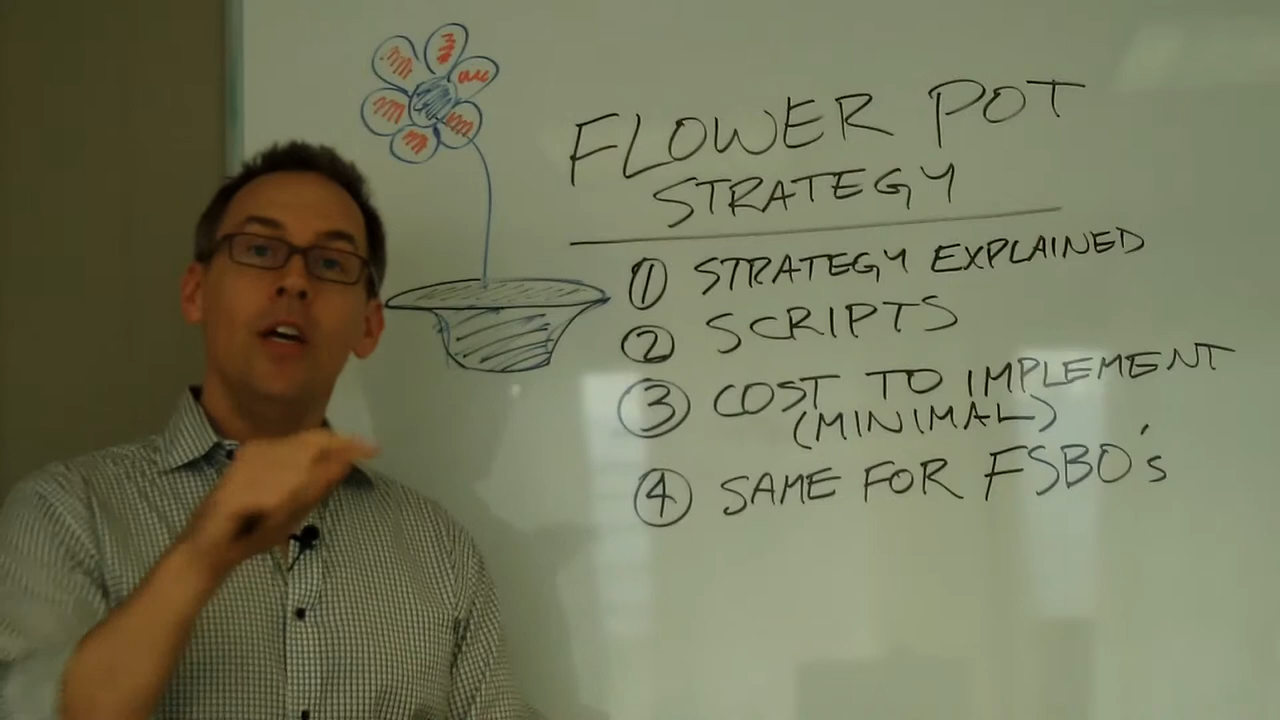 FLOWER POT
STRATEGY
① STRATEGY EXPLAINED
② SCRIPTS
③ COST TO IMPLEMENT
(MINIMAL)
④ SAME FOR FSBO's